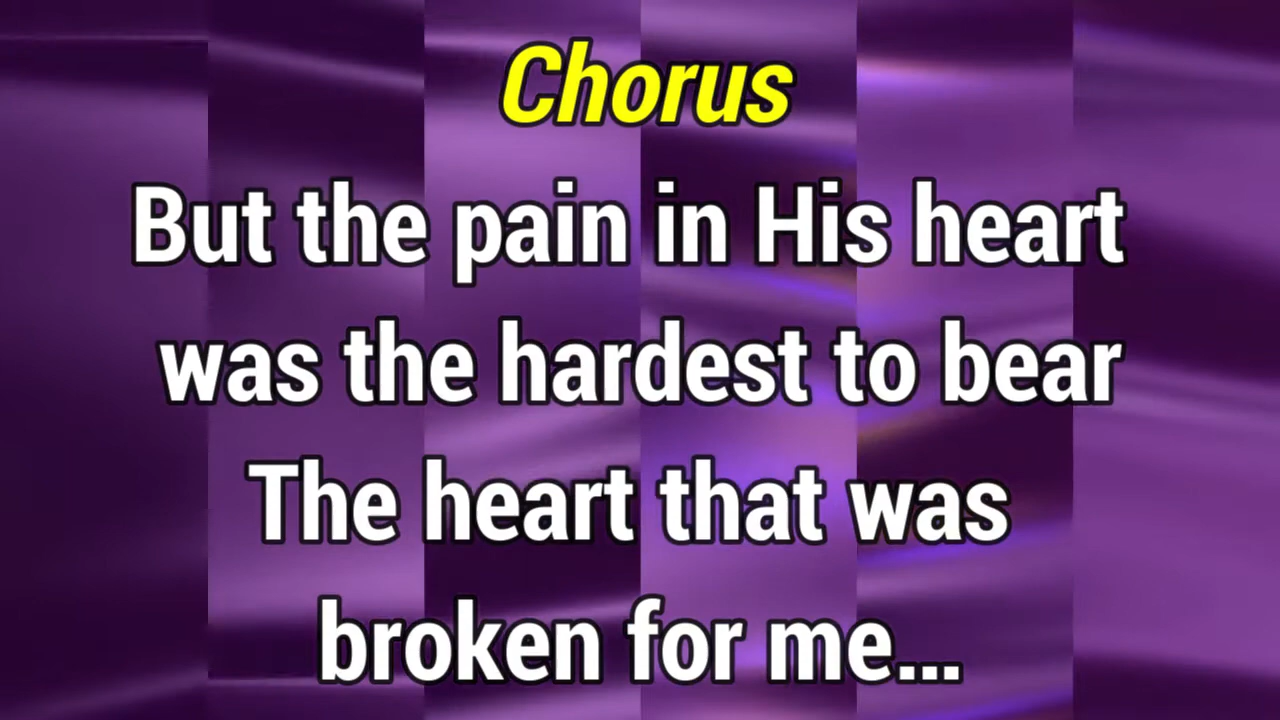 Chorus
But the pain in His heart
was the hardest to bear
The heart that was
broken for me...